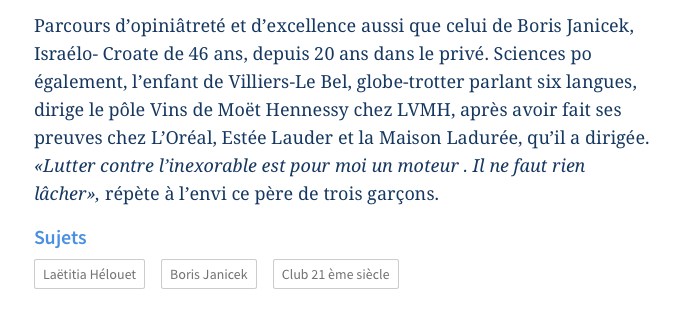 Parcours d’opiniâtreté et d’excellence aussi que celui de Boris Janicek,
Israélo- Croate de 46 ans, depuis 20 ans dans le privé. Sciences po
également, l’enfant de Villiers-Le Bel, globe-trotter parlant six langues,
dirige le pôle Vins de Moët Hennessy chez LVMH, après avoir fait ses
preuves chez L’Oréal, Estée Lauder et la Maison Ladurée, qu’il a dirigée.
«Lutter contre l’inexorable est pour moi un moteur . Il ne faut rien
lâcher», répète à l’envi ce père de trois garçons.
Sujets
Laëtitia Hélouet
Boris Janicek
Club 21 ème siècle